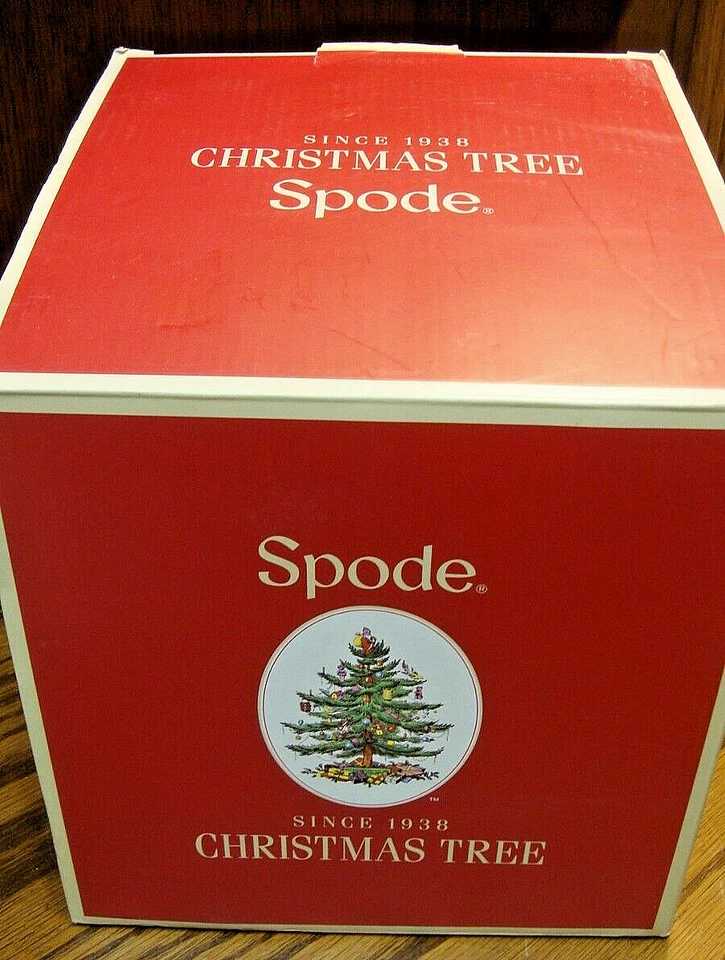 SINCE 1938
CHRISTMAS TREE
Spode®
Spode®
TM
SINCE 1938
CHRISTMAS TREE